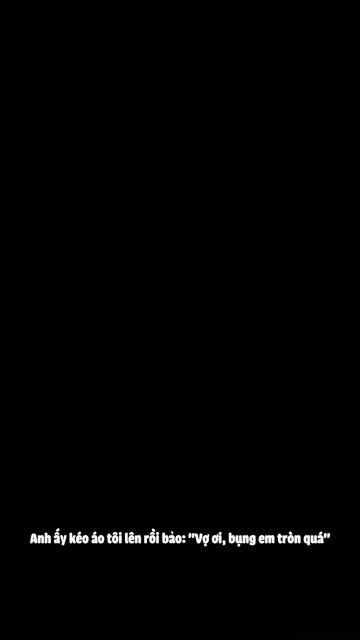 Anh ấy kéo áo tôi lên rồi bảo: "Vợ ơi, bụng em tròn quá"